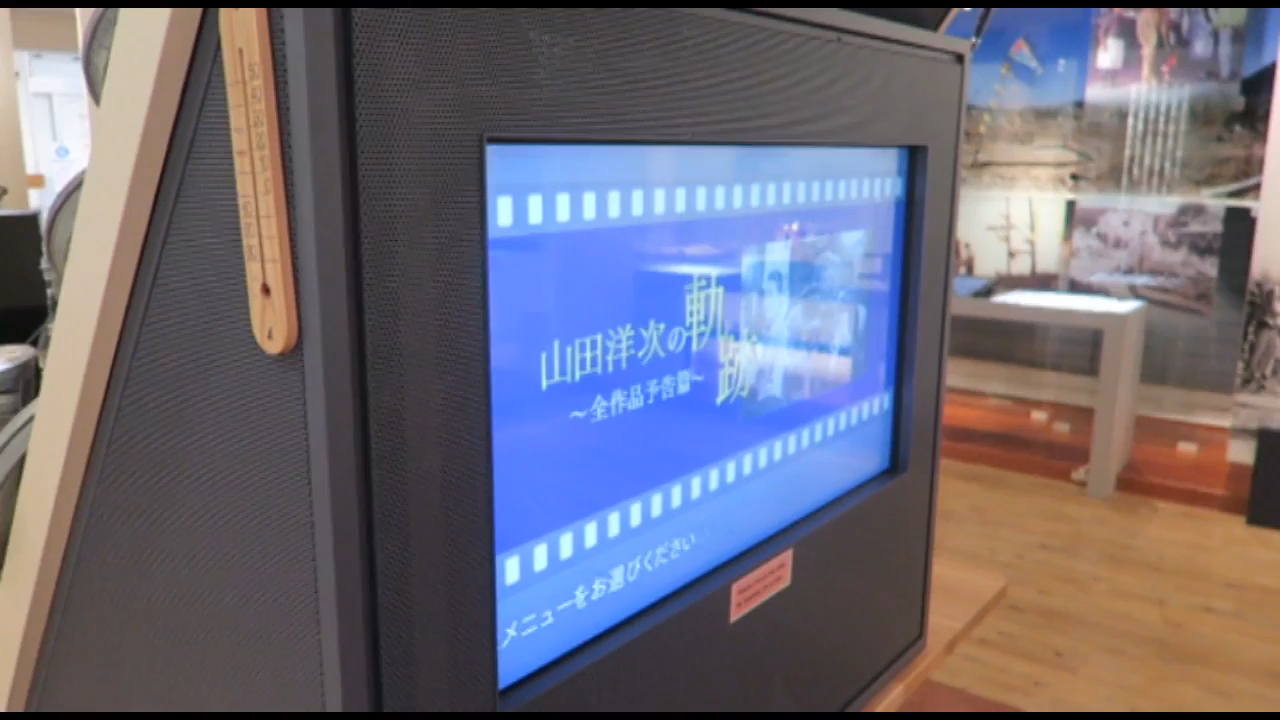 山田洋次の軌跡
～全作品予告篇～
メニューをお選びください